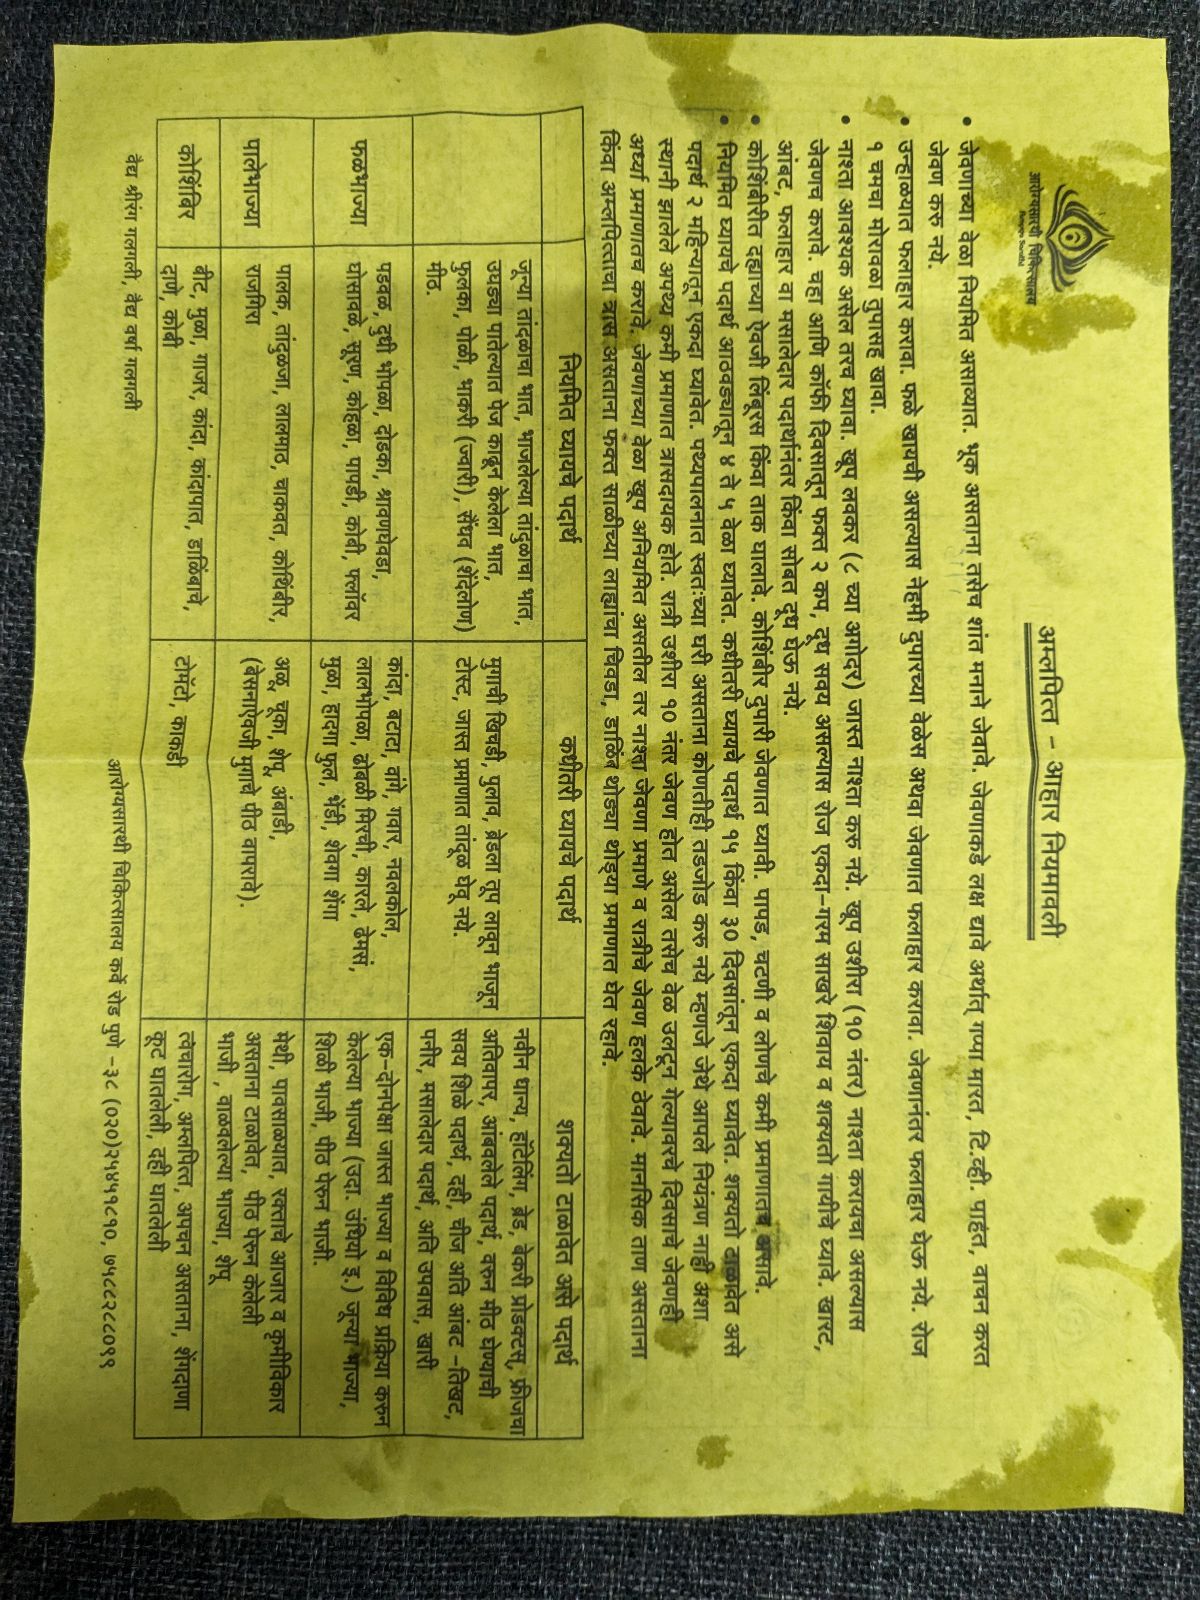 आरोग्यसारथी चिकित्सालय
अम्लपित्त - आहार नियमावली
• जेवणाच्या वेळा नियमित असाव्यात. भूक असताना तसेच शांत मनाने जेवावे. जेवणाकडे लक्ष द्यावे अर्थात् गप्पा मारत, टि.व्ही. पाहत, वाचन करत
जेवण करु नये.
• उन्हाळयात फलाहार करावा. फळे खायची असल्यास नेहमी दुपारच्या वेळेस अथवा जेवणात फलाहार करावा. जेवणानंतर फलाहार घेऊ नये. रोज
१ चमचा मोरावळा तुपासह खावा.
• नाश्ता आवश्यक असेल तरच घ्यावा. खूप लवकर (८ च्या अगोदर) जास्त नाश्ता करु नये. खूप उशीरा (१० नंतर) नाश्ता करायचा असल्यास
जेवणच करावे. चहा आणि कॉफी दिवसातून फक्त २ कप, दूध सवय असल्यास रोज एकदा-गरम साखरे शिवाय व शक्यतो गायीचे घ्यावे. खारट,
आंबट, फलाहार वा मसालेदार पदार्थानंतर किंवा सोबत दूध घेऊ नये.
• कोशिंबीरीत दह्याच्या ऐवजी लिंबूरस किंवा ताक घालावे. कोशिंबीर दुपारी जेवणात घ्यावी. पापड, चटणी व लोणचे कमी प्रमाणातच असावे.
• नियमित घ्यायचे पदार्थ आठवड्यातून ४ ते ५ वेळा घ्यावेत. कधीतरी घ्यायचे पदार्थ १५ किंवा ३० दिवसांतून एकदा घ्यावेत. शक्यतो टाळावेत असे
पदार्थ २ महिन्यातून एकदा घ्यावेत. पथ्यपालनात स्वतःच्या घरी असताना कोणतीही तडजोड करु नये म्हणजे जेथे आपले नियंत्रण नाही अशा
स्थानी झालेले अपथ्य कमी प्रमाणात त्रासदायक होते. रात्री उशीरा १० नंतर जेवण होत असेल तसेच वेळ उलटून गेल्यावरचे दिवसाचे जेवणही
अर्ध्या प्रमाणातच करावे. जेवणाच्या वेळा खूप अनियमित असतील तर नाश्ता जेवणा प्रमाणे व रात्रीचे जेवण हलके ठेवावे. मानसिक ताण असताना
किंवा अम्लपित्ताचा त्रास असताना फक्त साळीच्या लाह्यांचा चिवडा, डाळिंब थोड्या थोड्या प्रमाणात घेत रहावे.
नियमित घ्यायचे पदार्थ कधीतरी घ्यायचे पदार्थ शक्यतो टाळावेत असे पदार्थ
जून्या तांदळाचा भात, भाजलेल्या तांदुळाचा भात,
उघड्या पातेल्यात पेज काढून केलेला भात,
फुलका, पोळी, भाकरी (ज्वारी), सैंधव (शेंदेलोण)
मीठ.
मुगाची खिचडी, पुलाव, ब्रेडला तूप लावून भाजून
टोस्ट, जास्त प्रमाणात तांदूळ घेवू नये.
नवीन धान्य, हॉटेलिंग, ब्रेड, बेकरी प्रोडक्टस्, फ्रीजचा
अतिवापर, आंबवलेले पदार्थ, वरुन मीठ घेण्याची
सवय शिळे पदार्थ, दही, चीज अति आंबट -तिखट,
पनीर, मसालेदार पदार्थ, अति उपवास, खारी
फळभाज्या
पडवळ, दुधी भोपळा, दोडका, श्रावणघेवडा,
घोसावळे, सूरण, कोहळा, पापडी, कोबी, फ्लॉवर
कांदा, बटाटा, वांगे, गवार, नवलकोल,
लालभोपळा, ढोबळी मिरची, कारले, ढेमसं,
मुळा, हादगा फुल, भेंडी, शेवगा शेंगा
एक-दोनपेक्षा जास्त भाज्या व विविध प्रक्रिया करुन
केलेल्या भाज्या (उदा. उंधियो इ.) जून्या भाज्या,
शिळी भाजी, पीठ पेरुन भाजी.
पालेभाज्या
पालक, तांदुळजा, लालमाठ, चाकवत, कोथिंबीर,
राजगिरा
अळू, चूका, शेपू, अंबाडी,
(बेसनाऐवजी मुगाचे पीठ वापरावे).
मेथी, पावसाळयात, रक्ताचे आजार व कृमीविकार
असताना टाळावेत, पीठ पेरुन केलेली
भाजी , वाळवलेल्या भाज्या, शेपू
कोशिंबिर
बीट, मुळा, गाजर, कांदा, कांदापात, डाळिंबाचे,
दाणे, कोबी
टोमॅटो, काकडी
त्वचारोग, अम्लपित्त, अपचन असताना, शेंगदाणा
कूट घातलेली, दही घातलेली
वैद्य श्रीरंग गलगली, वैद्य वर्षा गलगली
आरोग्यसारथी चिकित्सालय कर्वे रोड पुणे -३८ (०२०)२५४५१८१०, ७५८८२८८०९९